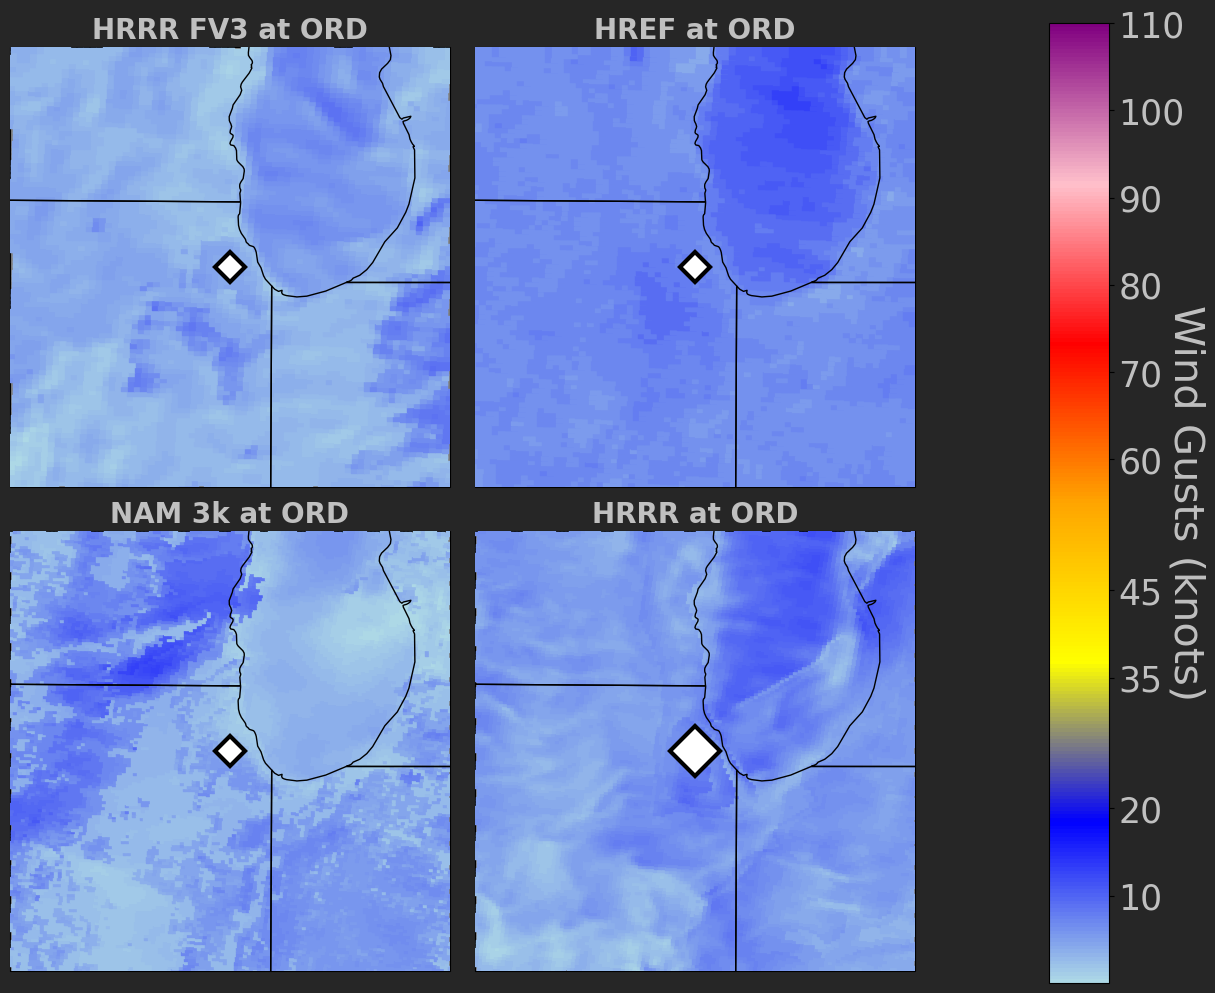 HRRR FV3 at ORD
HREF at ORD
NAM 3k at ORD
HRRR at ORD
110
100
90
80
70
60
45
35
20
10
Wind Gusts (knots)